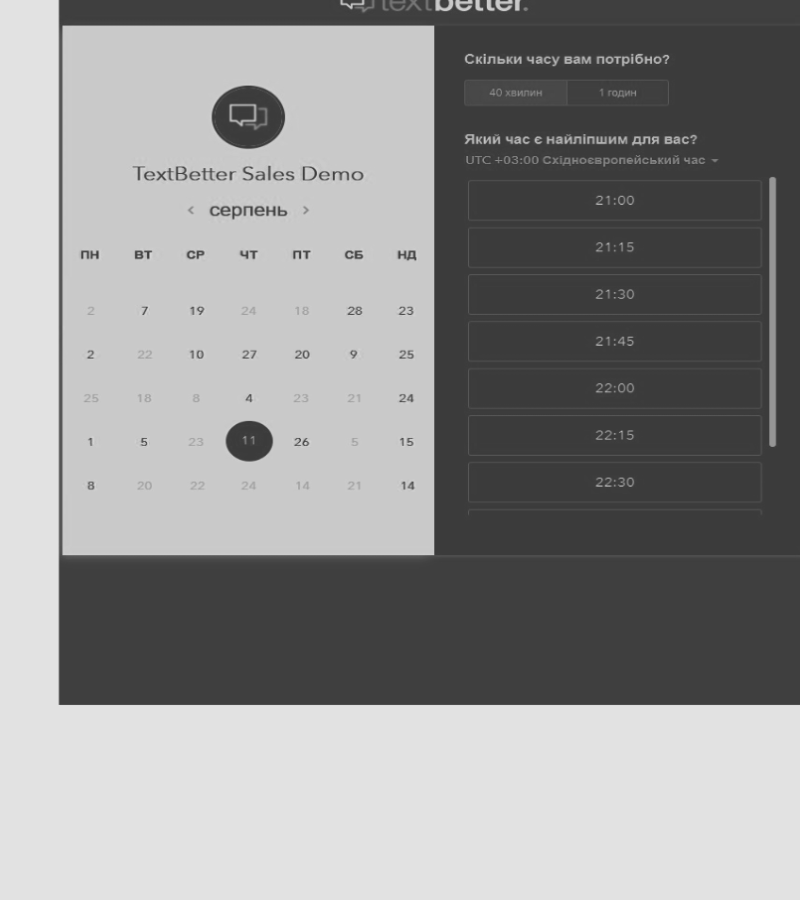 textbetter.
TextBetter Sales Demo
< серпень >
ПН ВТ СР ЧТ ПТ СБ НД
2 7 19 24 18 28 23
2 22 10 27 20 9 25
25 18 8 4 23 21 24
1 5 23 11 26 5 15
8 20 22 24 14 21 14
Скільки часу вам потрібно?
40 хвилин 1 годин
Який час є найліпшим для вас?
UTC +03:00 Східноєвропейський час
21:00
21:15
21:30
21:45
22:00
22:15
22:30